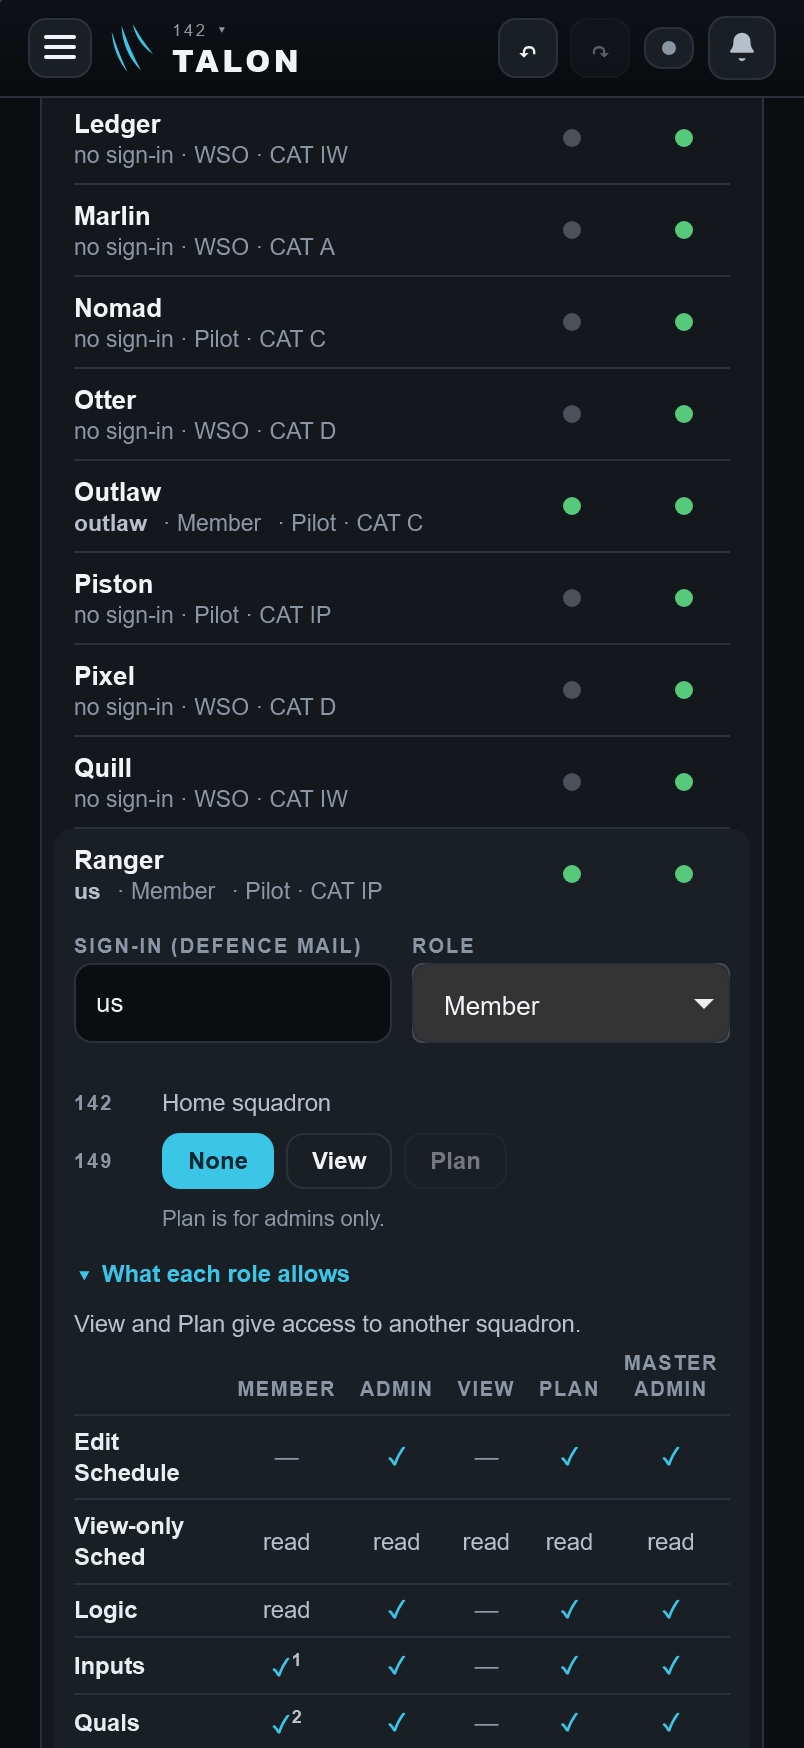 142 ▾
TALON
Ledger
no sign-in · WSO · CAT IW
Marlin
no sign-in · WSO · CAT A
Nomad
no sign-in · Pilot · CAT C
Otter
no sign-in · WSO · CAT D
Outlaw
outlaw · Member · Pilot · CAT C
Piston
no sign-in · Pilot · CAT IP
Pixel
no sign-in · WSO · CAT D
Quill
no sign-in · WSO · CAT IW
Ranger
us · Member · Pilot · CAT IP
SIGN-IN (DEFENCE MAIL) ROLE
us Member
142 Home squadron
149 None View Plan
Plan is for admins only.
▾ What each role allows
View and Plan give access to another squadron.
MEMBER ADMIN VIEW PLAN MASTER ADMIN
Edit Schedule — ✓ — ✓ ✓
View-only Sched read read read read read
Logic read ✓ — ✓ ✓
Inputs ✓1 ✓ — ✓ ✓
Quals ✓2 ✓ — ✓ ✓